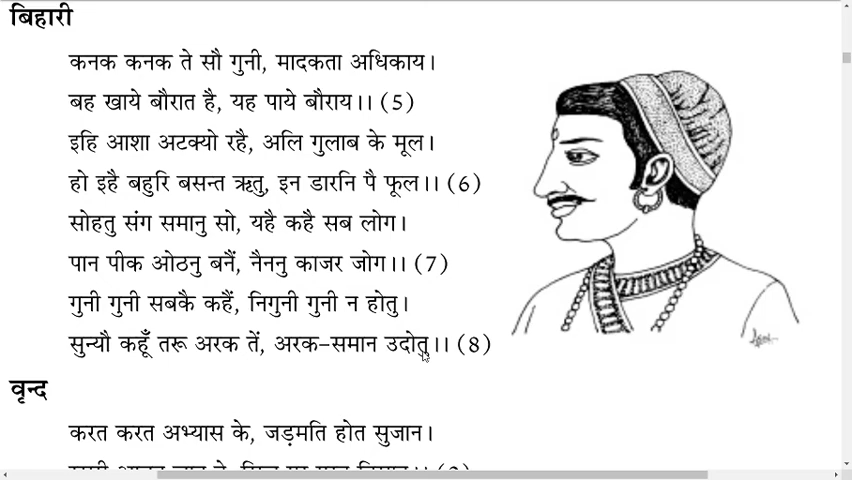 बिहारी
कनक कनक ते सौ गुनी, मादकता अधिकाय।
बह खाये बौरात है, यह पाये बौराय।। (5)
इहि आशा अटक्यो रहै, अलि गुलाब के मूल।
हो इहै बहुरि बसन्त ऋतु, इन डारनि पै फूल।। (6)
सोहतु संग समानु सो, यहै कहै सब लोग।
पान पीक ओठनु बनैं, नैननु काजर जोग।। (7)
गुनी गुनी सबकै कहैं, निगुनी गुनी न होतु।
सुन्यौ कहूँ तरू अरक तें, अरक-समान उदोतु।। (8)
वृन्द
करत करत अभ्यास के, जड़मति होत सुजान।